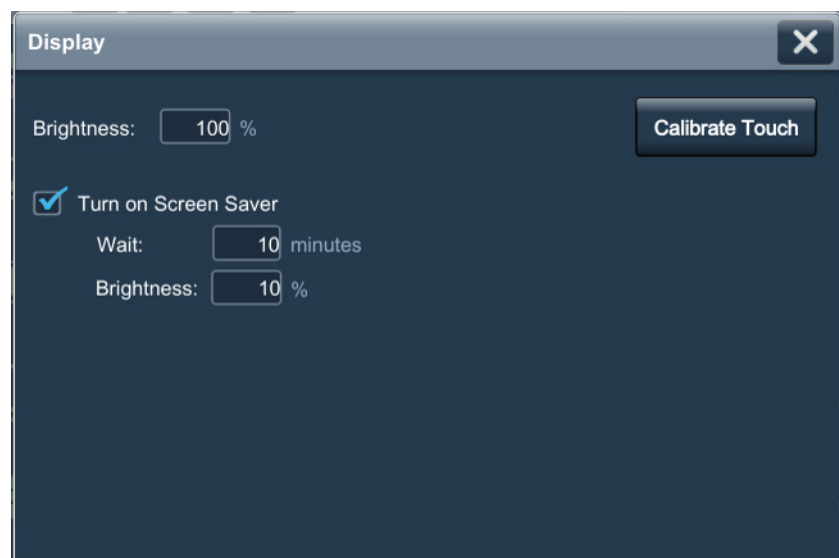 Display
Brightness: 100 %
Calibrate Touch
Turn on Screen Saver
Wait: 10 minutes
Brightness: 10 %